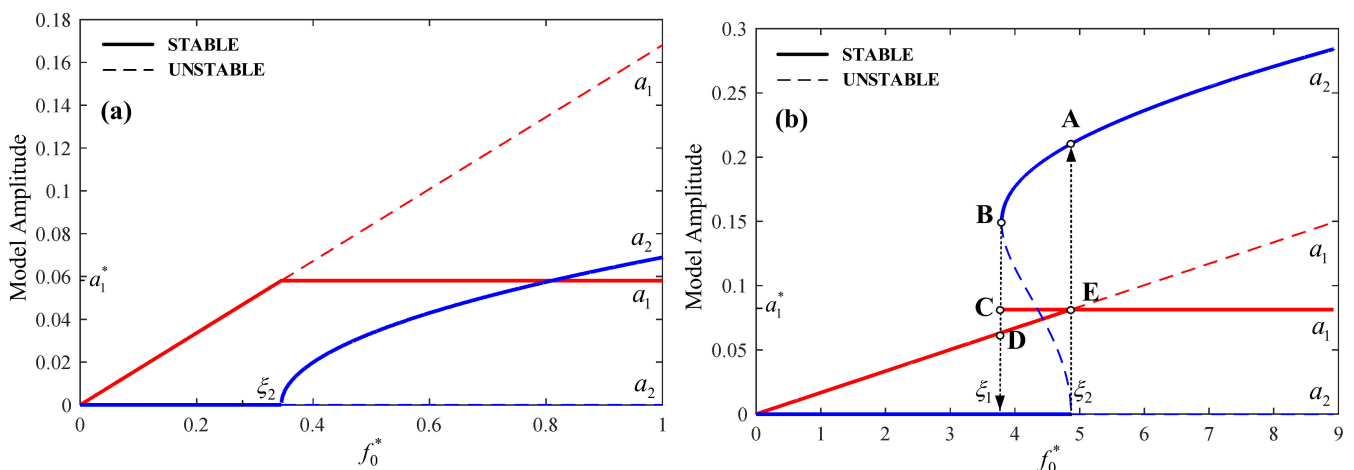 0.18
0.16
0.14
0.12
0.1
0.08
0.06
a₁*
0.04
0.02
0
Model Amplitude
STABLE
UNSTABLE
(a)
a₁
a₂
a₁
a₂
ξ₂
0 0.2 0.4 0.6 0.8 1
f₀*
0.3
0.25
0.2
0.15
0.1
a₁*
0.05
0
Model Amplitude
STABLE
UNSTABLE
(b)
a₂
A
B
a₁
C
E
D
a₁
a₂
ξ₁
ξ₂
0 1 2 3 4 5 6 7 8 9
f₀*